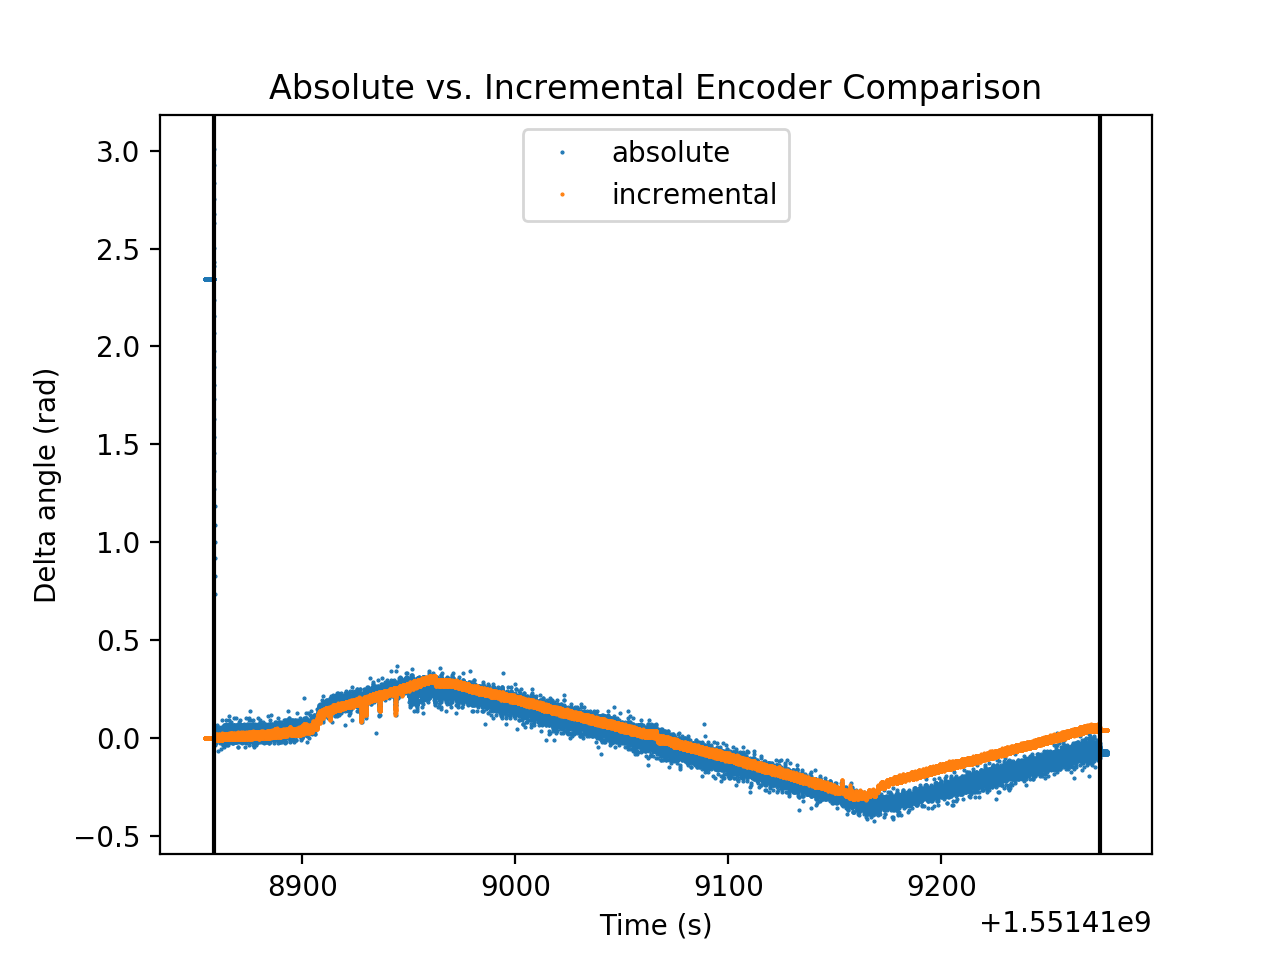 Absolute vs. Incremental Encoder Comparison
absolute
incremental
3.0
2.5
2.0
1.5
1.0
0.5
0.0
−0.5
Delta angle (rad)
8900 9000 9100 9200
Time (s)
+1.55141e9